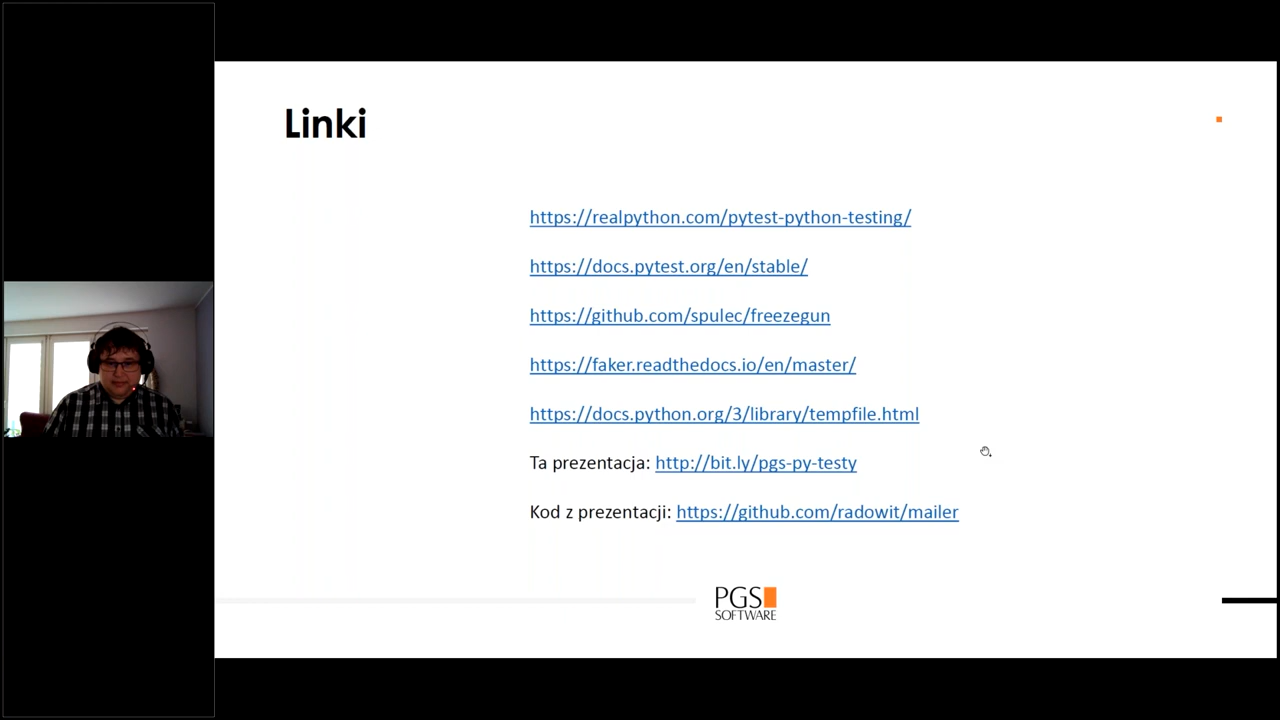 Linki
https://realpython.com/pytest-python-testing/
https://docs.pytest.org/en/stable/
https://github.com/spulec/freezegun
https://faker.readthedocs.io/en/master/
https://docs.python.org/3/library/tempfile.html
Ta prezentacja: http://bit.ly/pgs-py-testy
Kod z prezentacji: https://github.com/radowit/mailer
PGS
SOFTWARE